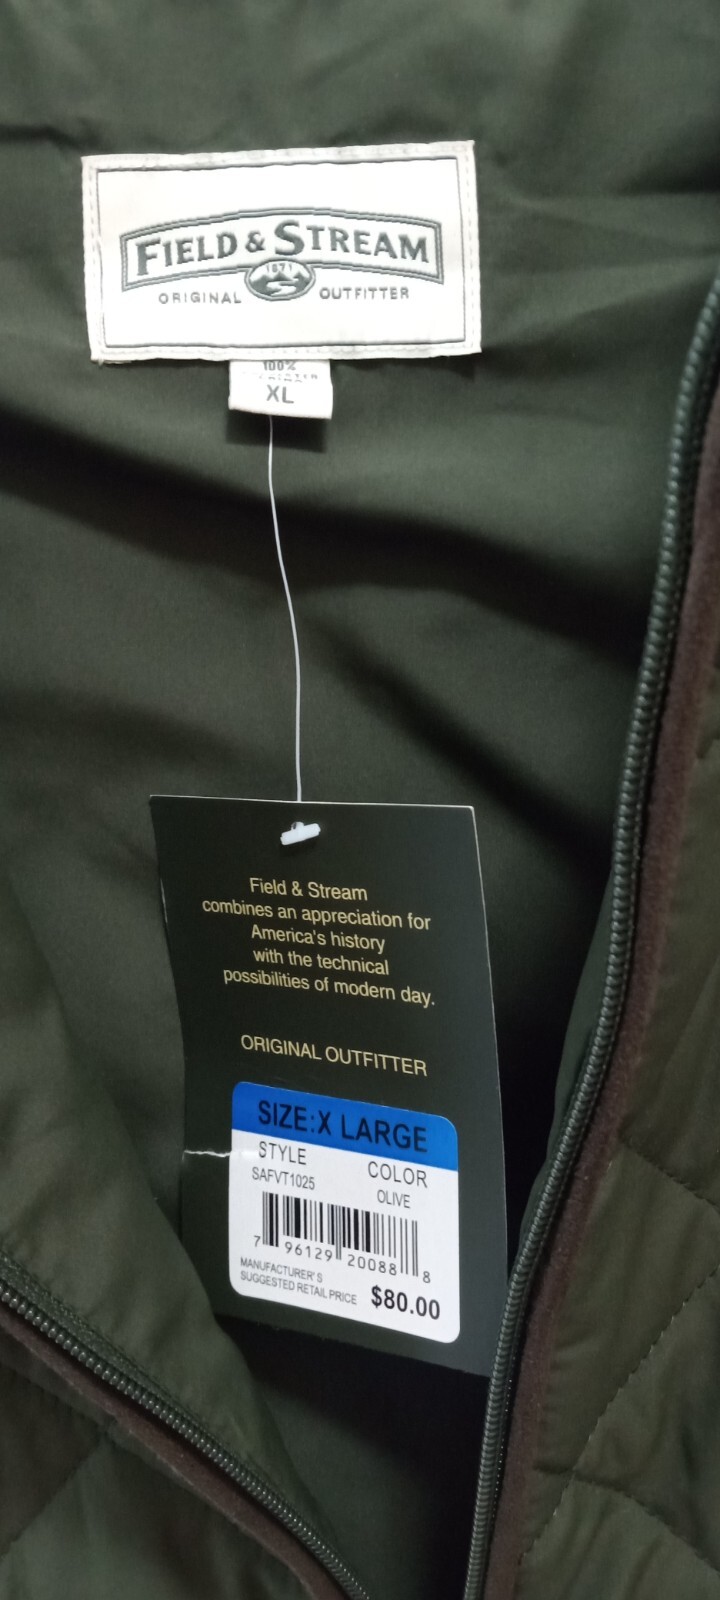 FIELD & STREAM
1871
ORIGINAL OUTFITTER
100%
XL
Field & Stream
combines an appreciation for
America's history
with the technical
possibilities of modern day.
ORIGINAL OUTFITTER
SIZE:X LARGE
STYLE COLOR
SAFVT1025 OLIVE
7 96129 20088 8
MANUFACTURER'S
SUGGESTED RETAIL PRICE $80.00